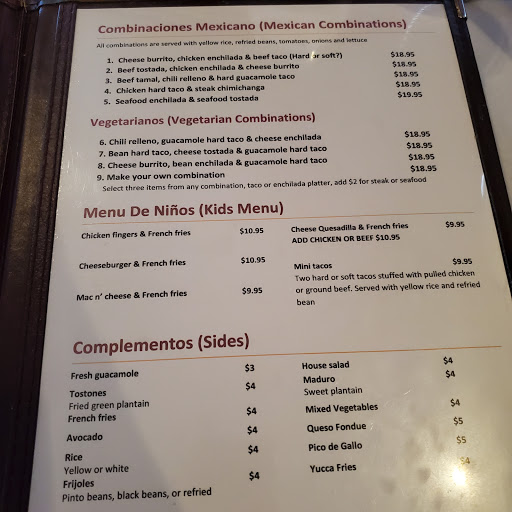 Combinaciones Mexicano (Mexican Combinations)
All combinations are served with yellow rice, refried beans, tomatoes, onions and lettuce
1. Cheese burrito, chicken enchilada & beef taco (Hard or soft?) $18.95
2. Beef tostada, chicken enchilada & cheese burrito $18.95
3. Beef tamal, chili relleno & hard guacamole taco $18.95
4. Chicken hard taco & steak chimichanga $18.95
5. Seafood enchilada & seafood tostada $19.95
Vegetarianos (Vegetarian Combinations)
6. Chili relleno, guacamole hard taco & cheese enchilada $18.95
7. Bean hard taco, cheese tostada & guacamole hard taco $18.95
8. Cheese burrito, bean enchilada & guacamole hard taco $18.95
9. Make your own combination $18.95
Select three items from any combination, taco or enchilada platter, add $2 for steak or seafood
Menu De Niños (Kids Menu)
Chicken fingers & French fries $10.95
Cheeseburger & French fries $10.95
Mac n' cheese & French fries $9.95
Cheese Quesadilla & French fries $9.95
ADD CHICKEN OR BEEF $10.95
Mini tacos $9.95
Two hard or soft tacos stuffed with pulled chicken
or ground beef. Served with yellow rice and refried
bean
Complementos (Sides)
Fresh guacamole $3
Tostones $4
Fried green plantain
French fries $4
Avocado $4
Rice $4
Yellow or white
Frijoles $4
Pinto beans, black beans, or refried
House salad $4
Maduro $4
Sweet plantain
Mixed Vegetables $4
Queso Fondue $5
Pico de Gallo $5
Yucca Fries $4